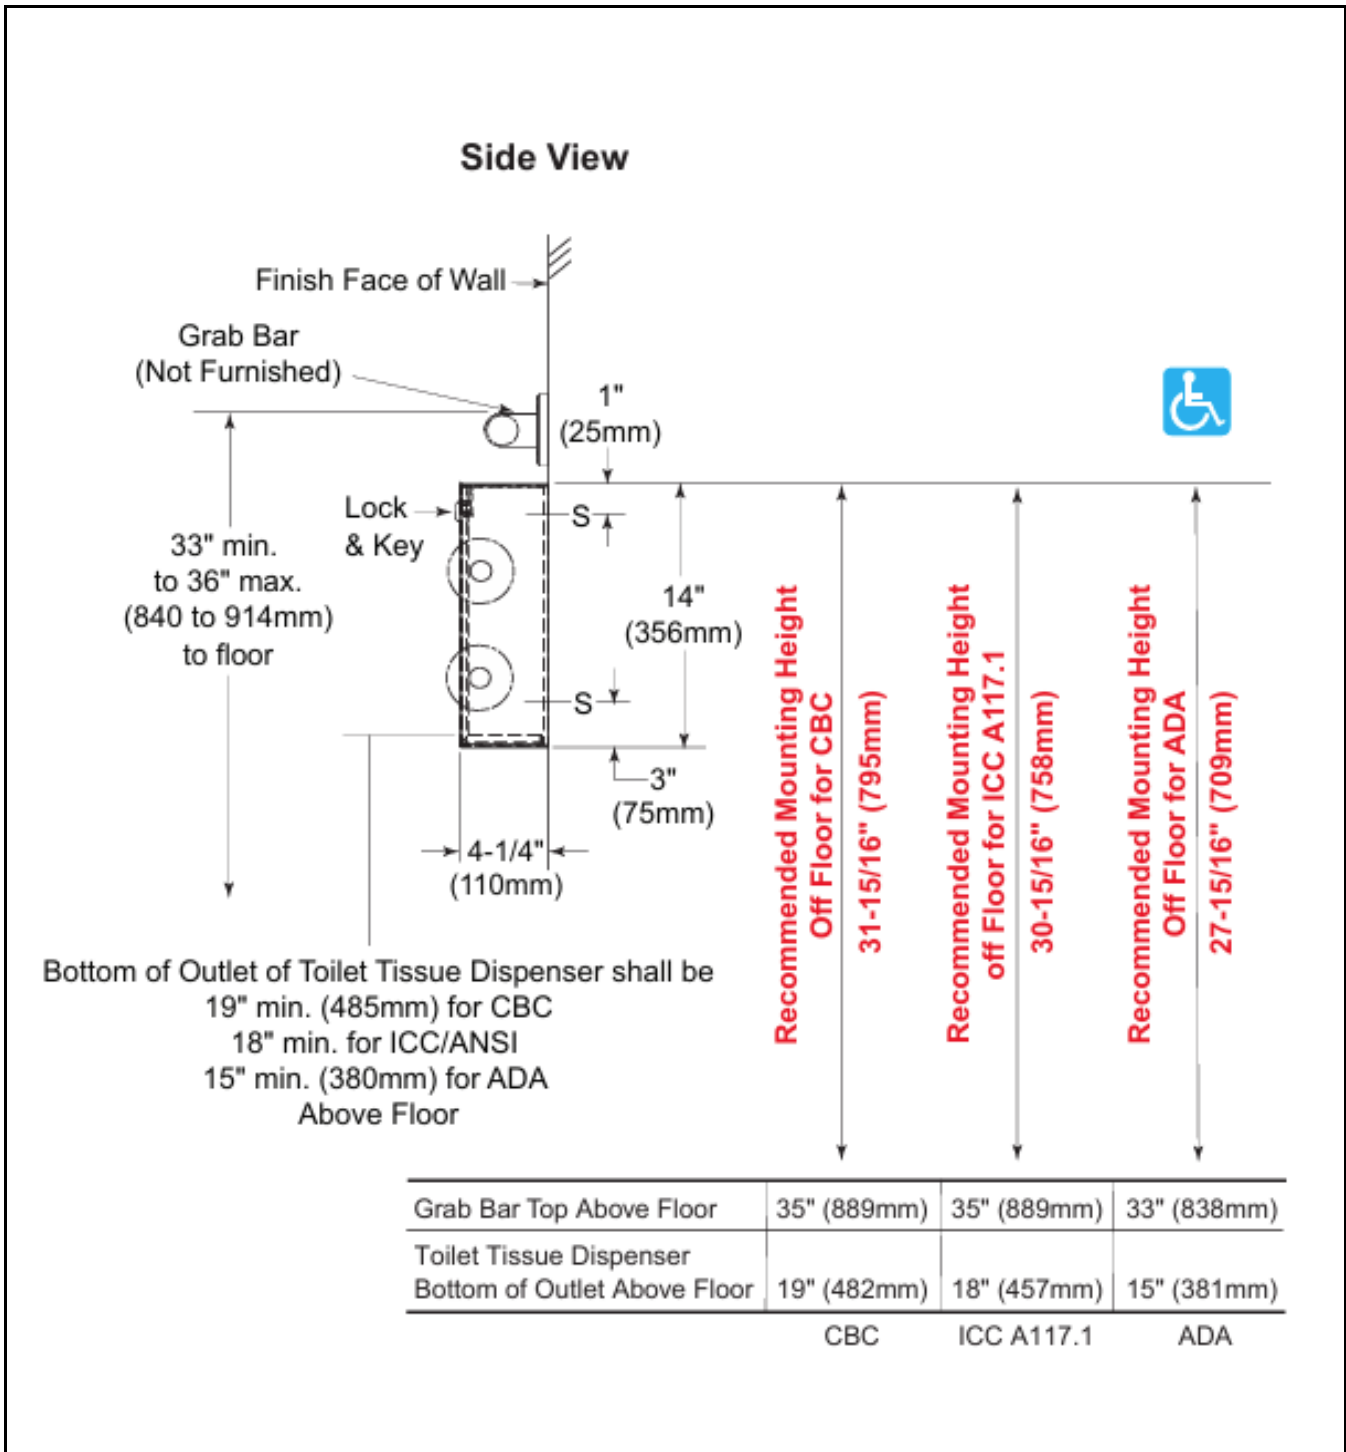 Side View
Finish Face of Wall
Grab Bar
(Not Furnished)
1"
(25mm)
Lock
& Key
S
33" min.
to 36" max.
(840 to 914mm)
to floor
14"
(356mm)
S
3"
(75mm)
4-1/4"
(110mm)
Recommended Mounting Height
Off Floor for CBC
31-15/16" (795mm)
Recommended Mounting Height
off Floor for ICC A117.1
30-15/16" (758mm)
Recommended Mounting Height
Off Floor for ADA
27-15/16" (709mm)
Bottom of Outlet of Toilet Tissue Dispenser shall be
19" min. (485mm) for CBC
18" min. for ICC/ANSI
15" min. (380mm) for ADA
Above Floor
Grab Bar Top Above Floor 35" (889mm) 35" (889mm) 33" (838mm)
Toilet Tissue Dispenser
Bottom of Outlet Above Floor 19" (482mm) 18" (457mm) 15" (381mm)
CBC ICC A117.1 ADA